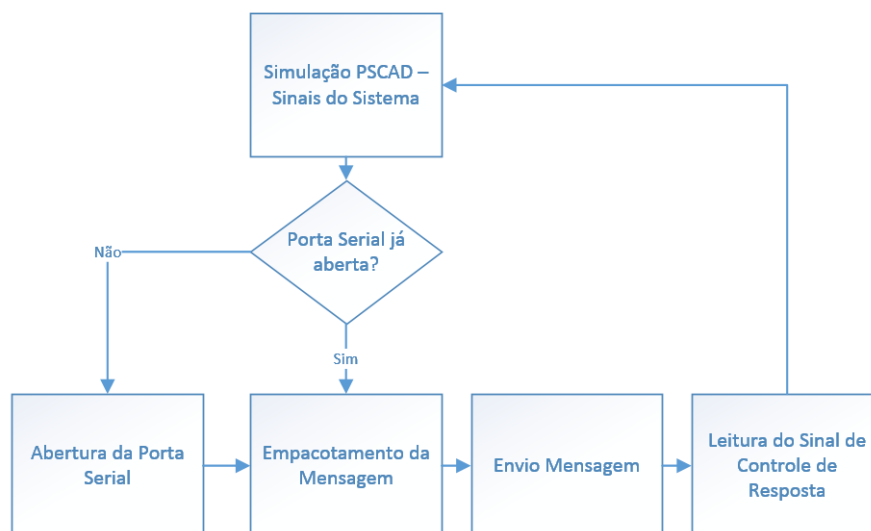 Simulação PSCAD –
Sinais do Sistema
Porta Serial já
aberta?
Não
Sim
Abertura da Porta
Serial
Empacotamento da
Mensagem
Envio Mensagem
Leitura do Sinal de
Controle de
Resposta